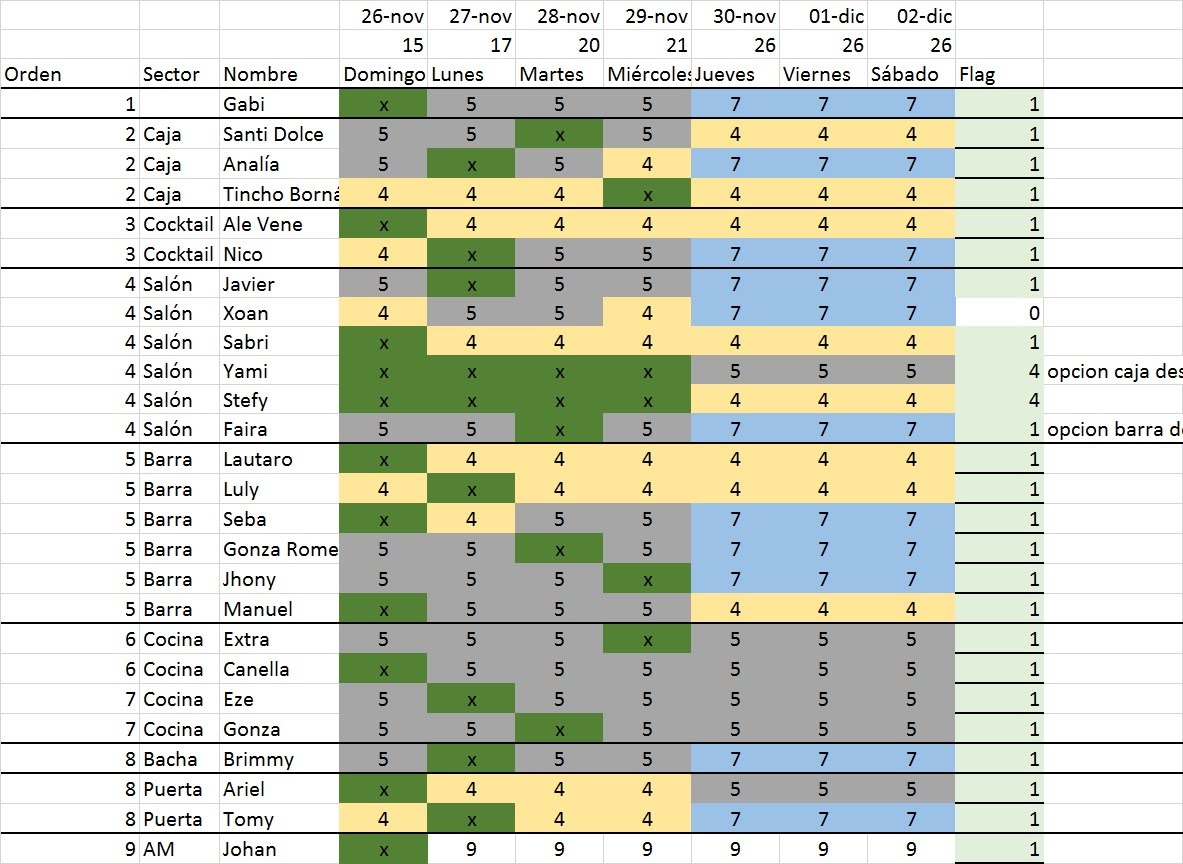 26-nov 27-nov 28-nov 29-nov 30-nov 01-dic 02-dic
15 17 20 21 26 26 26
Orden Sector Nombre Domingo Lunes Martes Miércoles Jueves Viernes Sábado Flag
1 Gabi x 5 5 5 7 7 7 1
2 Caja Santi Dolce 5 5 x 5 4 4 4 1
2 Caja Analía 5 x 5 4 7 7 7 1
2 Caja Tincho Borná 4 4 4 x 4 4 4 1
3 Cocktail Ale Vene x 4 4 4 4 4 4 1
3 Cocktail Nico 4 x 5 5 7 7 7 1
4 Salón Javier 5 x 5 5 7 7 7 1
4 Salón Xoan 4 5 5 4 7 7 7 0
4 Salón Sabri x 4 4 4 4 4 4 1
4 Salón Yami x x x x 5 5 5 4 opcion caja des
4 Salón Stefy x x x x 4 4 4 4
4 Salón Faira 5 5 x 5 7 7 7 1 opcion barra de
5 Barra Lautaro x 4 4 4 4 4 4 1
5 Barra Luly 4 x 4 4 4 4 4 1
5 Barra Seba x 4 5 5 7 7 7 1
5 Barra Gonza Rome 5 5 x 5 7 7 7 1
5 Barra Jhony 5 5 5 x 7 7 7 1
5 Barra Manuel x 5 5 5 4 4 4 1
6 Cocina Extra 5 5 5 x 5 5 5 1
6 Cocina Canella x 5 5 5 5 5 5 1
7 Cocina Eze 5 x 5 5 5 5 5 1
7 Cocina Gonza 5 5 x 5 5 5 5 1
8 Bacha Brimmy 5 x 5 5 7 7 7 1
8 Puerta Ariel x 4 4 4 5 5 5 1
8 Puerta Tomy 4 x 4 4 7 7 7 1
9 AM Johan x 9 9 9 9 9 9 1